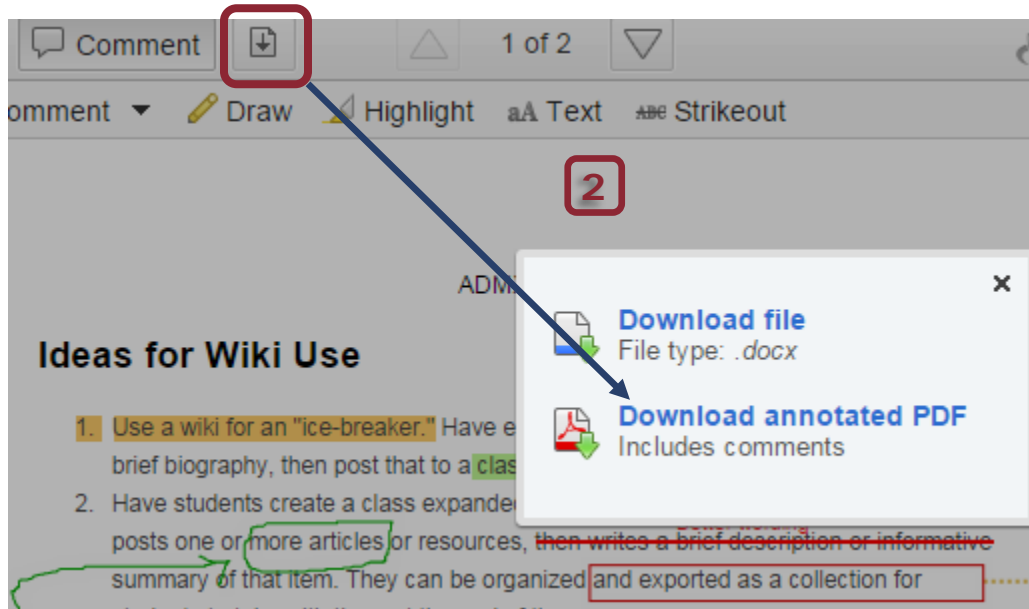 Comment 1 of 2
omment Draw Highlight aA Text ABC Strikeout
2
ADM
Download file
File type: .docx
Download annotated PDF
Includes comments
Ideas for Wiki Use
1. Use a wiki for an "ice-breaker." Have e
brief biography, then post that to a clas
2. Have students create a class expande
posts one or more articles or resources, then writes a brief description or informative
summary of that item. They can be organized and exported as a collection for